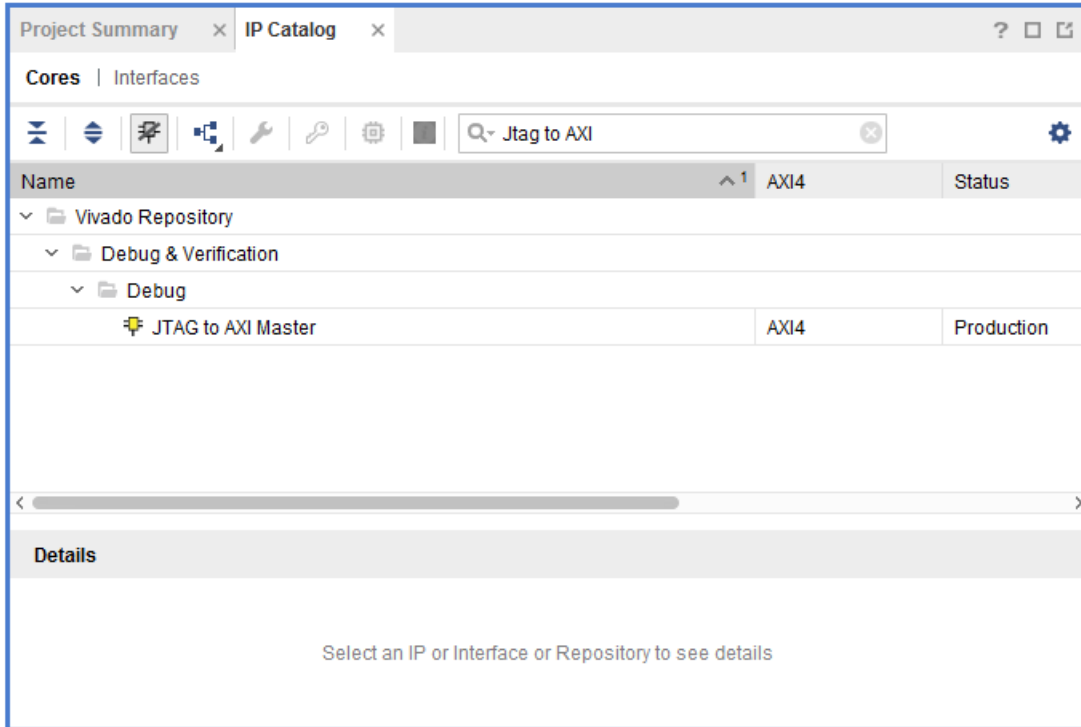 Project Summary × IP Catalog × ?
Cores | Interfaces
Jtag to AXI
Name 1 AXI4 Status
Vivado Repository
Debug & Verification
Debug
JTAG to AXI Master AXI4 Production
Details
Select an IP or Interface or Repository to see details